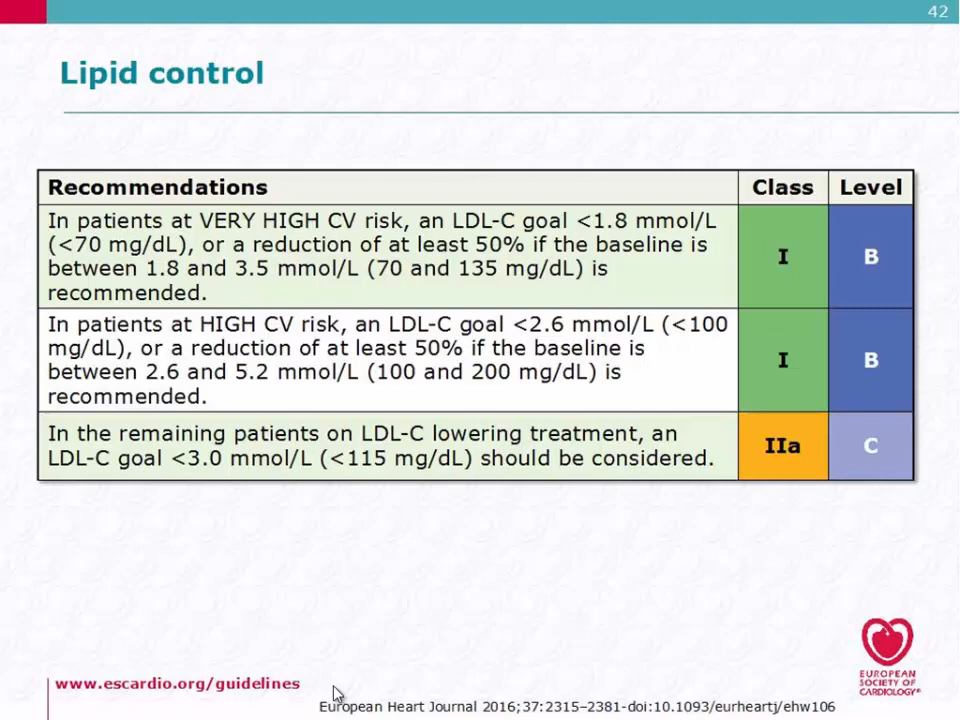 42
Lipid control
Recommendations Class Level
In patients at VERY HIGH CV risk, an LDL-C goal <1.8 mmol/L
(<70 mg/dL), or a reduction of at least 50% if the baseline is
between 1.8 and 3.5 mmol/L (70 and 135 mg/dL) is
recommended.
I B
In patients at HIGH CV risk, an LDL-C goal <2.6 mmol/L (<100
mg/dL), or a reduction of at least 50% if the baseline is
between 2.6 and 5.2 mmol/L (100 and 200 mg/dL) is
recommended.
I B
In the remaining patients on LDL-C lowering treatment, an
LDL-C goal <3.0 mmol/L (<115 mg/dL) should be considered.
IIa C
EUROPEAN
SOCIETY OF
CARDIOLOGY®
www.escardio.org/guidelines
European Heart Journal 2016;37:2315–2381-doi:10.1093/eurheartj/ehw106